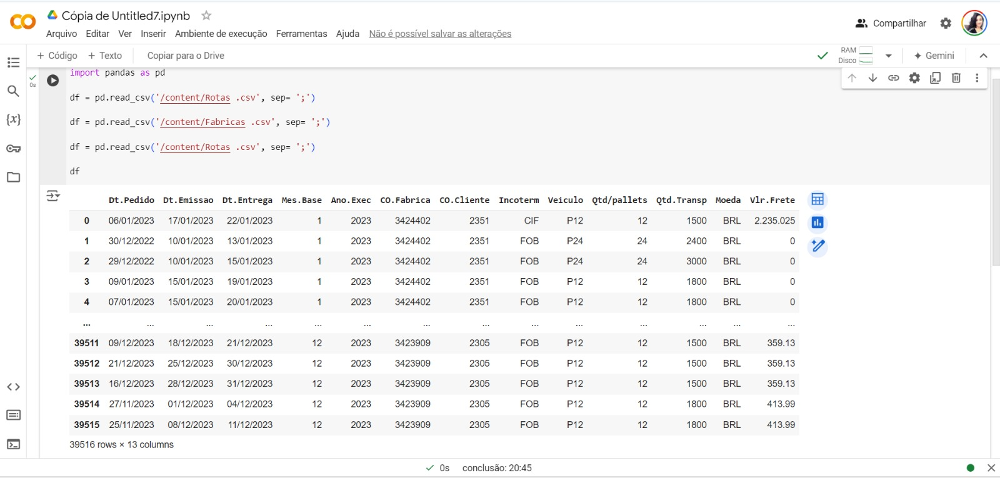 Cópia de Untitled7.ipynb
Arquivo Editar Ver Inserir Ambiente de execução Ferramentas Ajuda Não é possível salvar as alterações
Compartilhar
+ Código + Texto Copiar para o Drive
RAM
Disco
Gemini
0s
import pandas as pd
df = pd.read_csv('/content/Rotas .csv', sep= ';')
df = pd.read_csv('/content/Fabricas .csv', sep= ';')
df = pd.read_csv('/content/Rotas .csv', sep= ';')
df
{x}
Dt.Pedido Dt.Emissao Dt.Entrega Mes.Base Ano.Exec CO.Fabrica CO.Cliente Incoterm Veiculo Qtd/pallets Qtd.Transp Moeda Vlr.Frete
0 06/01/2023 17/01/2023 22/01/2023 1 2023 3424402 2351 CIF P12 12 1500 BRL 2.235.025
1 30/12/2022 10/01/2023 13/01/2023 1 2023 3424402 2351 FOB P24 24 2400 BRL 0
2 29/12/2022 10/01/2023 15/01/2023 1 2023 3424402 2351 FOB P24 24 3000 BRL 0
3 09/01/2023 15/01/2023 19/01/2023 1 2023 3424402 2351 FOB P12 12 1800 BRL 0
4 07/01/2023 15/01/2023 20/01/2023 1 2023 3424402 2351 FOB P12 12 1800 BRL 0
... ... ... ... ... ... ... ... ... ... ... ... ... ...
39511 09/12/2023 18/12/2023 21/12/2023 12 2023 3423909 2305 FOB P12 12 1500 BRL 359.13
39512 21/12/2023 25/12/2023 30/12/2023 12 2023 3423909 2305 FOB P12 12 1500 BRL 359.13
39513 16/12/2023 28/12/2023 31/12/2023 12 2023 3423909 2305 FOB P12 12 1500 BRL 359.13
39514 27/11/2023 01/12/2023 04/12/2023 12 2023 3423909 2305 FOB P12 12 1800 BRL 413.99
39515 25/11/2023 08/12/2023 11/12/2023 12 2023 3423909 2305 FOB P12 12 1800 BRL 413.99
39516 rows × 13 columns
0s conclusão: 20:45